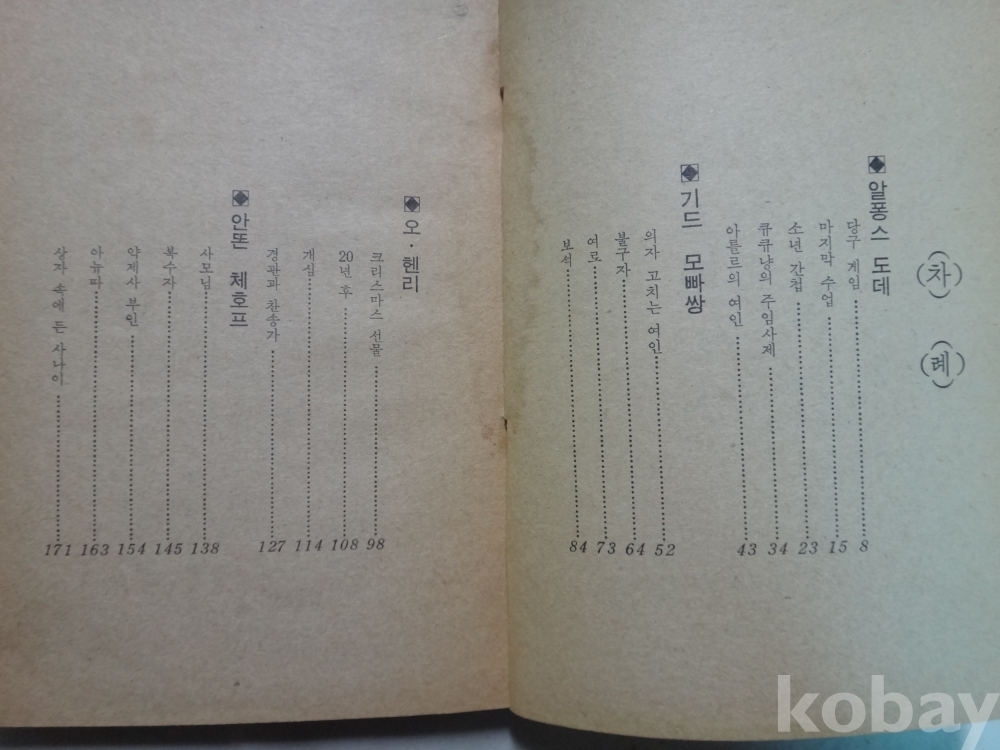 (차)(례)
◈ 알퐁스 도데
당구 게임 8
마지막 수업 15
소년 간첩 23
큐큐냥의 주임사제 34
아틀르의 여인 43
◈ 기드 모빠쌍
의자 고치는 여인 52
불구자 64
여로 73
보석 84
◈ 오·헨리
크리스마스 선물 98
20년 후 108
개심 114
경관과 찬송가 127
◈ 안똔 체호프
사모님 138
복수자 145
약제사 부인 154
아뉴따 163
상자 속에 든 사나이 171
kobay